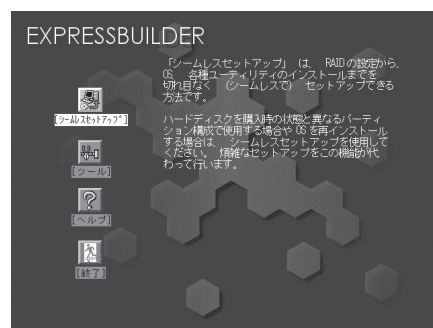 EXPRESSBUILDER
「シームレスセットアップ」 は、 RAIDの設定から、
OS、各種ユーティリティのインストールまでを
切れ目なく (シームレスで) セットアップできる
方法です。
ハードディスクを購入時の状態と異なるパーティ
ション構成で使用する場合や OS を再インストール
する場合は、 シームレスセットアップを使用して
ください。 煩雑なセットアップをこの機能が代
わって行います。
[シームレスセットアップ]
[ツール]
[ヘルプ]
[終了]